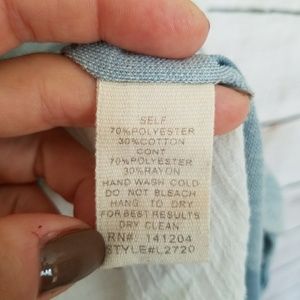 SELF
70%POLYESTER
30%COTTON
CONT
70%POLYESTER
30%RAYON
HAND WASH COLD
DO NOT BLEACH
HANG TO DRY
FOR BEST RESULTS
DRY CLEAN
RN#: 141204
STYLE#L2720